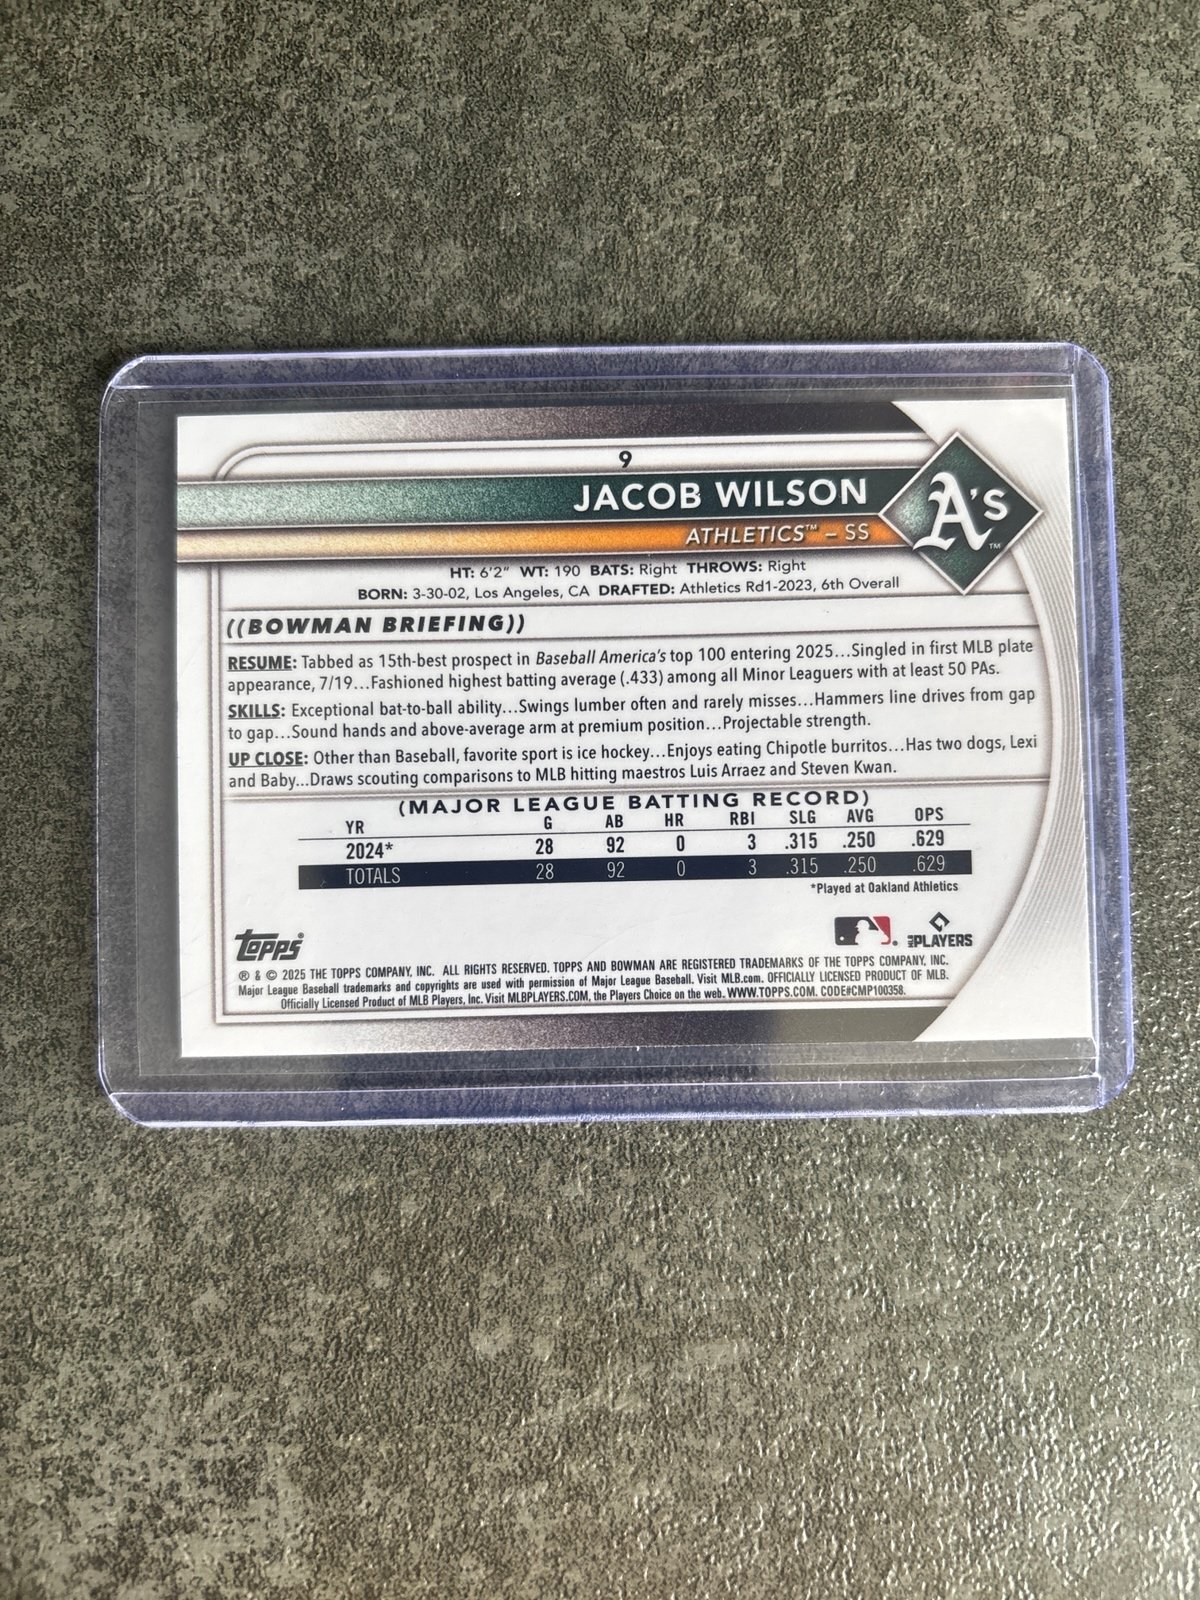 9
JACOB WILSON
ATHLETICS™ – SS
A's™
HT: 6'2" WT: 190 BATS: Right THROWS: Right
BORN: 3-30-02, Los Angeles, CA DRAFTED: Athletics Rd1-2023, 6th Overall
((BOWMAN BRIEFING))
RESUME: Tabbed as 15th-best prospect in Baseball America's top 100 entering 2025...Singled in first MLB plate
appearance, 7/19...Fashioned highest batting average (.433) among all Minor Leaguers with at least 50 PAs.
SKILLS: Exceptional bat-to-ball ability...Swings lumber often and rarely misses...Hammers line drives from gap
to gap...Sound hands and above-average arm at premium position...Projectable strength.
UP CLOSE: Other than Baseball, favorite sport is ice hockey...Enjoys eating Chipotle burritos...Has two dogs, Lexi
and Baby...Draws scouting comparisons to MLB hitting maestros Luis Arraez and Steven Kwan.
(MAJOR LEAGUE BATTING RECORD)
YR G AB HR RBI SLG AVG OPS
2024* 28 92 0 3 .315 .250 .629
TOTALS 28 92 0 3 .315 .250 .629
*Played at Oakland Athletics
Topps®
MLB PLAYERS
® & © 2025 THE TOPPS COMPANY, INC. ALL RIGHTS RESERVED. TOPPS AND BOWMAN ARE REGISTERED TRADEMARKS OF THE TOPPS COMPANY, INC.
Major League Baseball trademarks and copyrights are used with permission of Major League Baseball. Visit MLB.com. OFFICIALLY LICENSED PRODUCT OF MLB.
Officially Licensed Product of MLB Players, Inc. Visit MLBPLAYERS.COM, the Players Choice on the web. WWW.TOPPS.COM. CODE#CMP100358.